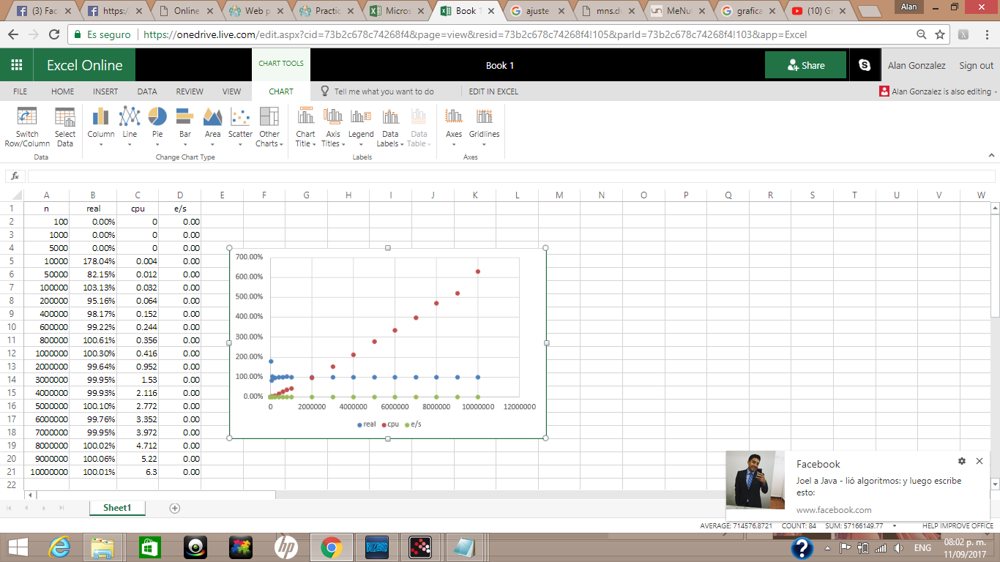 (3) Fac
https:/
Online
Web p
Practic
Micros
Book 1
ajuste
mns.dv
MeNu
grafica
(10) Gr
Alan
Es seguro
https://onedrive.live.com/edit.aspx?cid=73b2c678c74268f4&page=view&resid=73b2c678c74268f4!105&parId=73b2c678c74268f4!103&app=Excel
Excel Online
CHART TOOLS
Book 1
Share
Alan Gonzalez
Sign out
FILE HOME INSERT DATA REVIEW VIEW CHART Tell me what you want to do EDIT IN EXCEL
Alan Gonzalez is also editing
Switch Row/Column
Select Data
Column
Line
Pie
Bar
Area
Scatter
Other Charts
Chart Title
Axis Titles
Legend
Data Labels
Data Table
Axes
Gridlines
Data
Change Chart Type
Labels
Axes
fx
A B C D E F G H I J K L M N O P Q R S T U V W
1 n real cpu e/s
2 100 0.00% 0 0.00
3 1000 0.00% 0 0.00
4 5000 0.00% 0 0.00
5 10000 178.04% 0.004 0.00
6 50000 82.15% 0.012 0.00
7 100000 103.13% 0.032 0.00
8 200000 95.16% 0.064 0.00
9 400000 98.17% 0.152 0.00
10 600000 99.22% 0.244 0.00
11 800000 100.61% 0.356 0.00
12 1000000 100.30% 0.416 0.00
13 2000000 99.64% 0.952 0.00
14 3000000 99.95% 1.53 0.00
15 4000000 99.93% 2.116 0.00
16 5000000 100.10% 2.772 0.00
17 6000000 99.76% 3.352 0.00
18 7000000 99.95% 3.972 0.00
19 8000000 100.02% 4.712 0.00
20 9000000 100.06% 5.22 0.00
21 10000000 100.01% 6.3 0.00
22
700.00%
600.00%
500.00%
400.00%
300.00%
200.00%
100.00%
0.00%
0 2000000 4000000 6000000 8000000 10000000 12000000
real cpu e/s
Facebook
Joel a Java - lió algoritmos: y luego escribe
esto:
www.facebook.com
Sheet1
AVERAGE: 714576.8721 COUNT: 84 SUM: 57166149.77 HELP IMPROVE OFFICE
hp
BLIZZARD
ENG
08:02 p. m.
11/09/2017